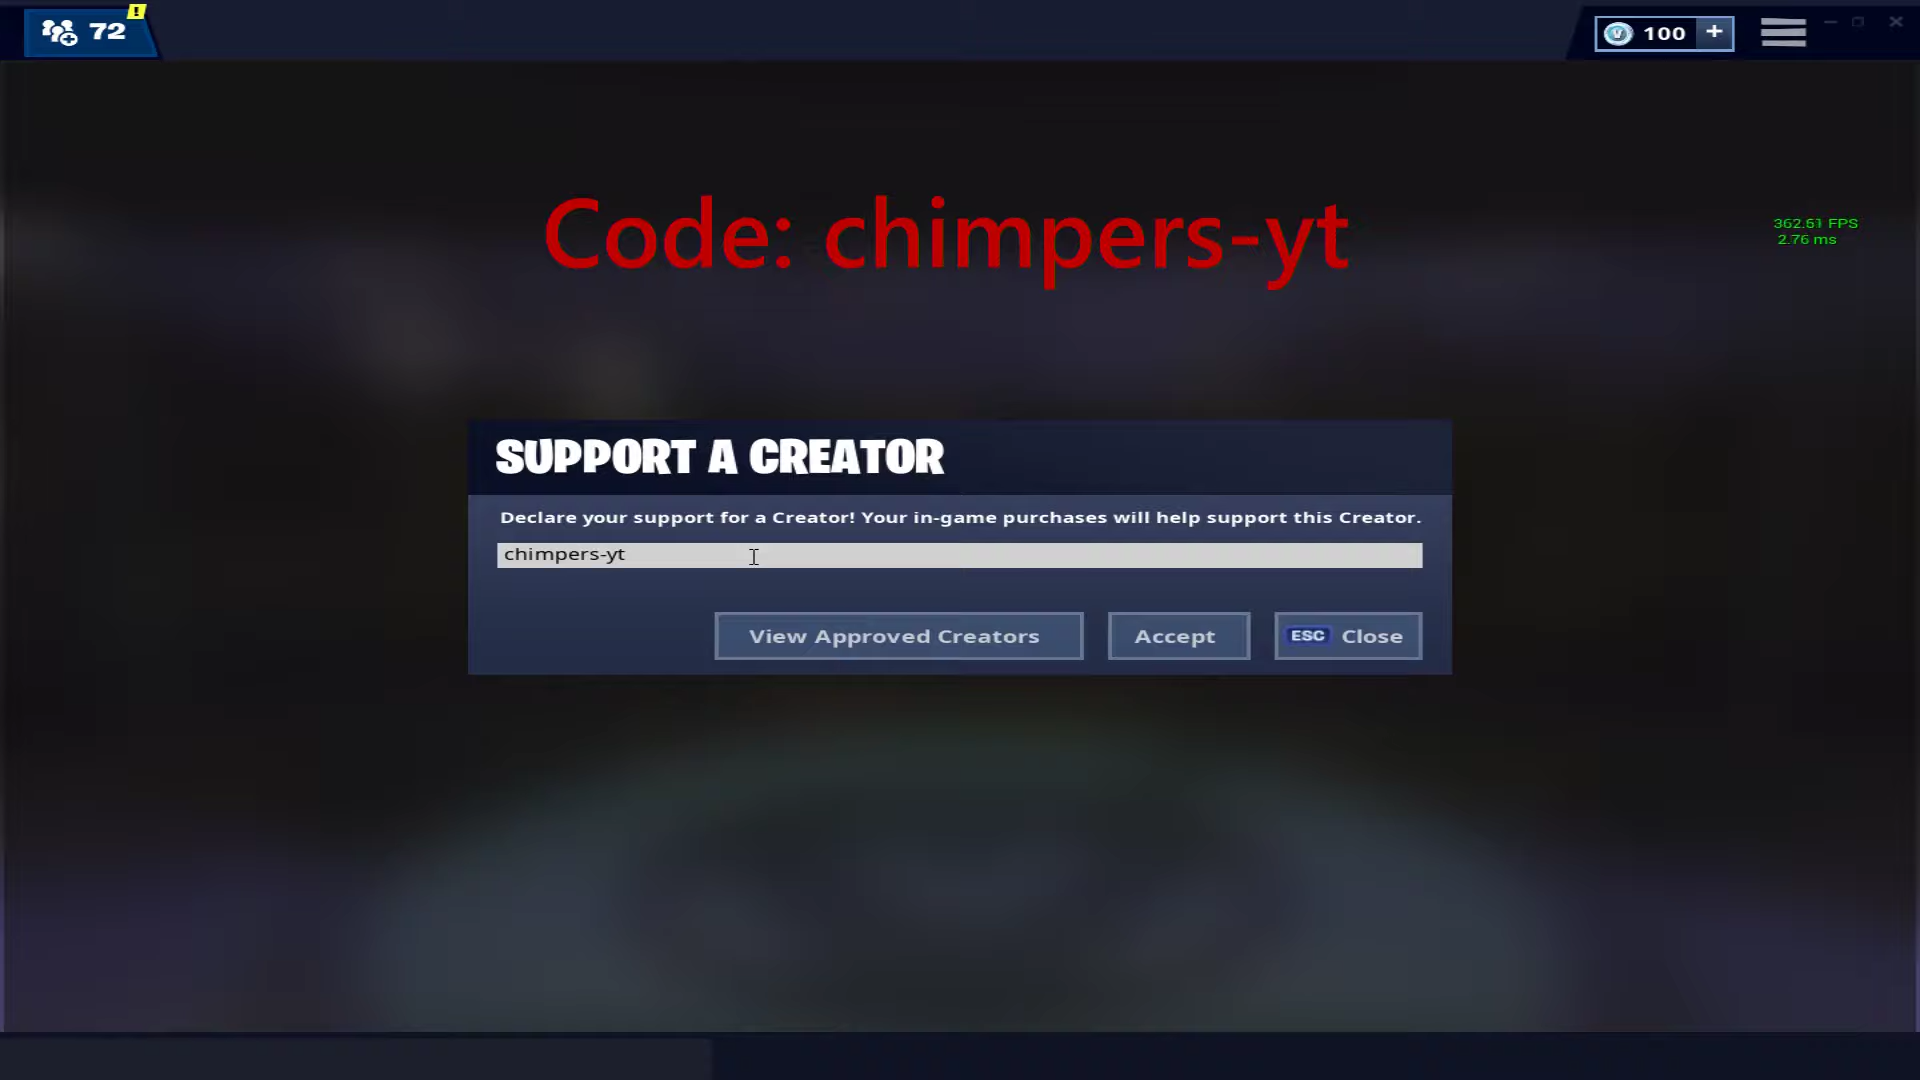 72
!
100 +
Code: chimpers-yt
362.61 FPS
2.76 ms
SUPPORT A CREATOR
Declare your support for a Creator! Your in-game purchases will help support this Creator.
chimpers-yt
View Approved Creators
Accept
ESC Close